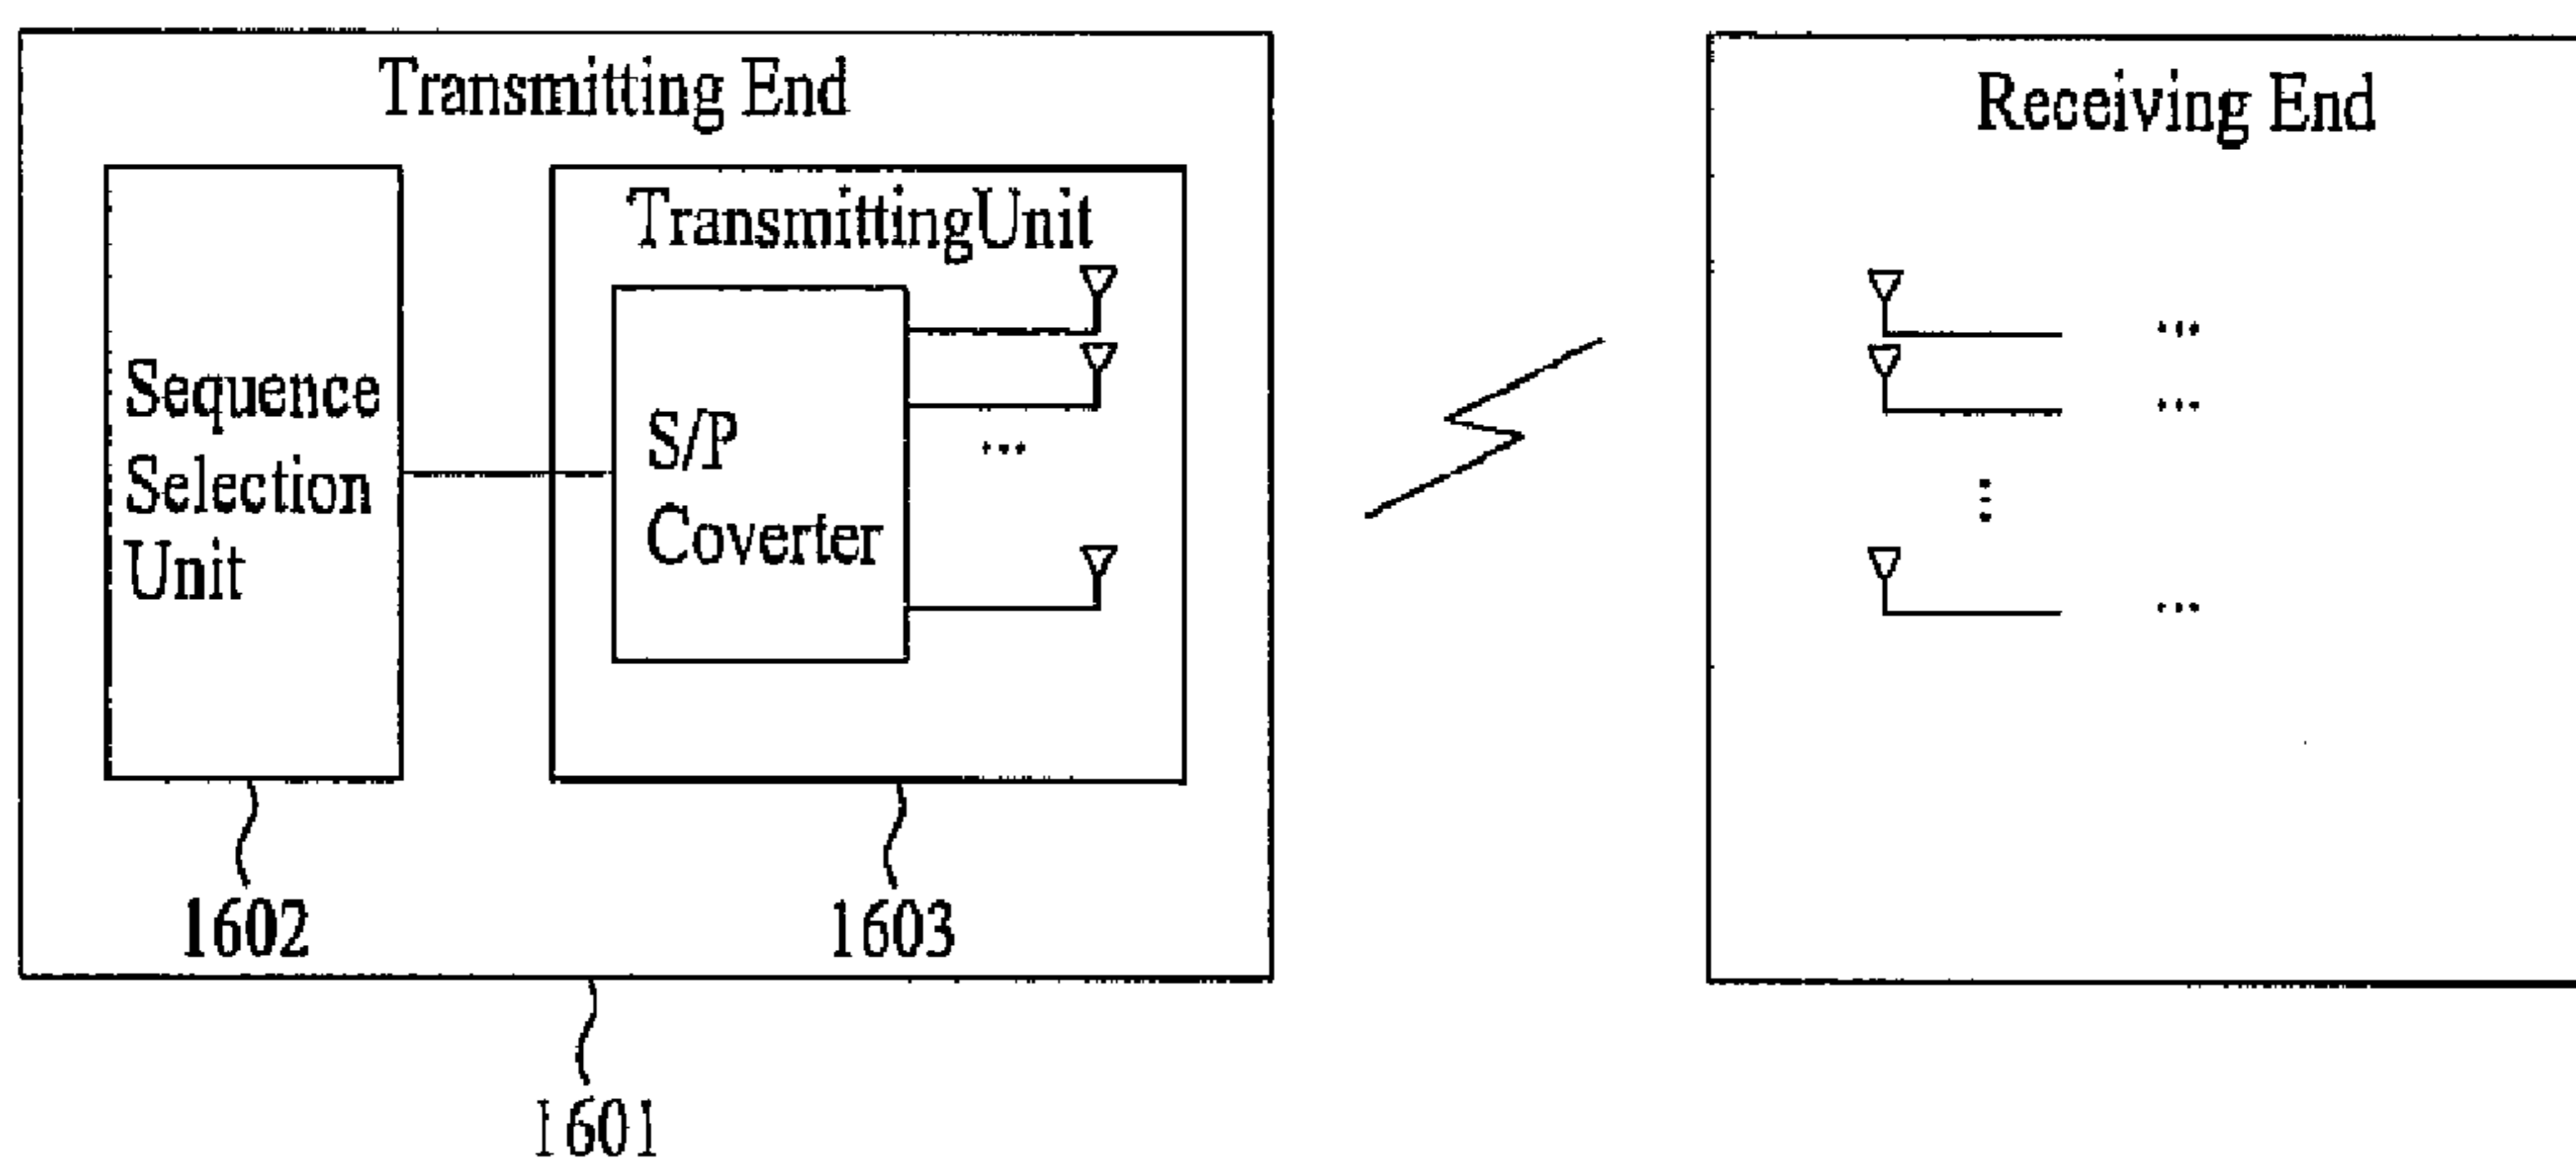 Transmitting End
Receiving End
TransmittingUnit
Sequence
Selection
Unit
S/P
Coverter
...
...
...
...
...
1602
1603
1601